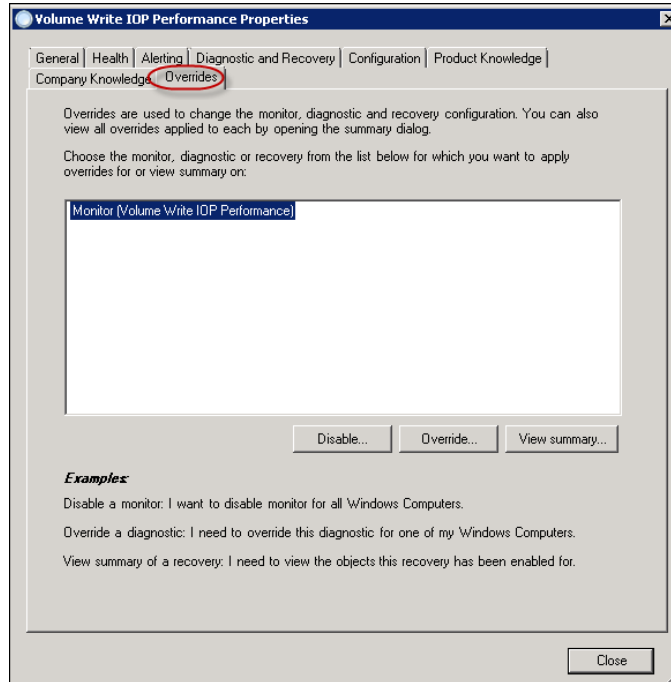 Volume Write IOP Performance Properties
General Health Alerting Diagnostic and Recovery Configuration Product Knowledge
Company Knowledge Overrides
Overrides are used to change the monitor, diagnostic and recovery configuration. You can also
view all overrides applied to each by opening the summary dialog.
Choose the monitor, diagnostic or recovery from the list below for which you want to apply
overrides for or view summary on:
Monitor (Volume Write IOP Performance)
Disable... Override... View summary...
Examples:
Disable a monitor: I want to disable monitor for all Windows Computers.
Override a diagnostic: I need to override this diagnostic for one of my Windows Computers.
View summary of a recovery: I need to view the objects this recovery has been enabled for.
Close